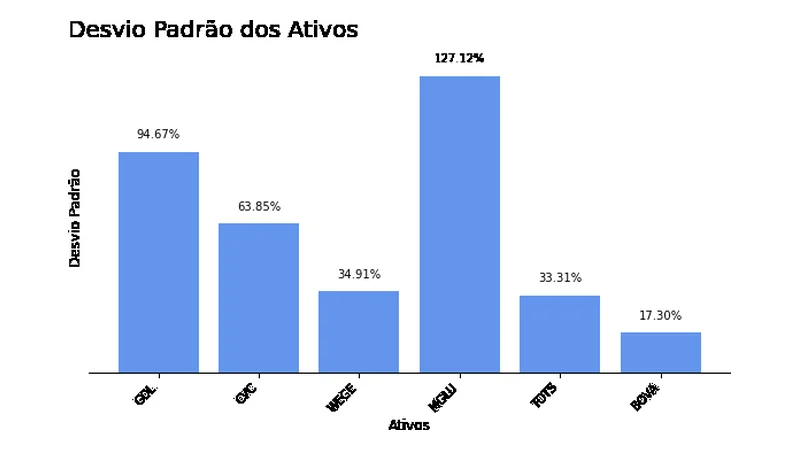 Desvio Padrão dos Ativos
127.12%
94.67%
63.85%
34.91%
33.31%
17.30%
Desvio Padrão
GOL
CVC
WEGE
MGLU
TOTS
BOVA
Ativos